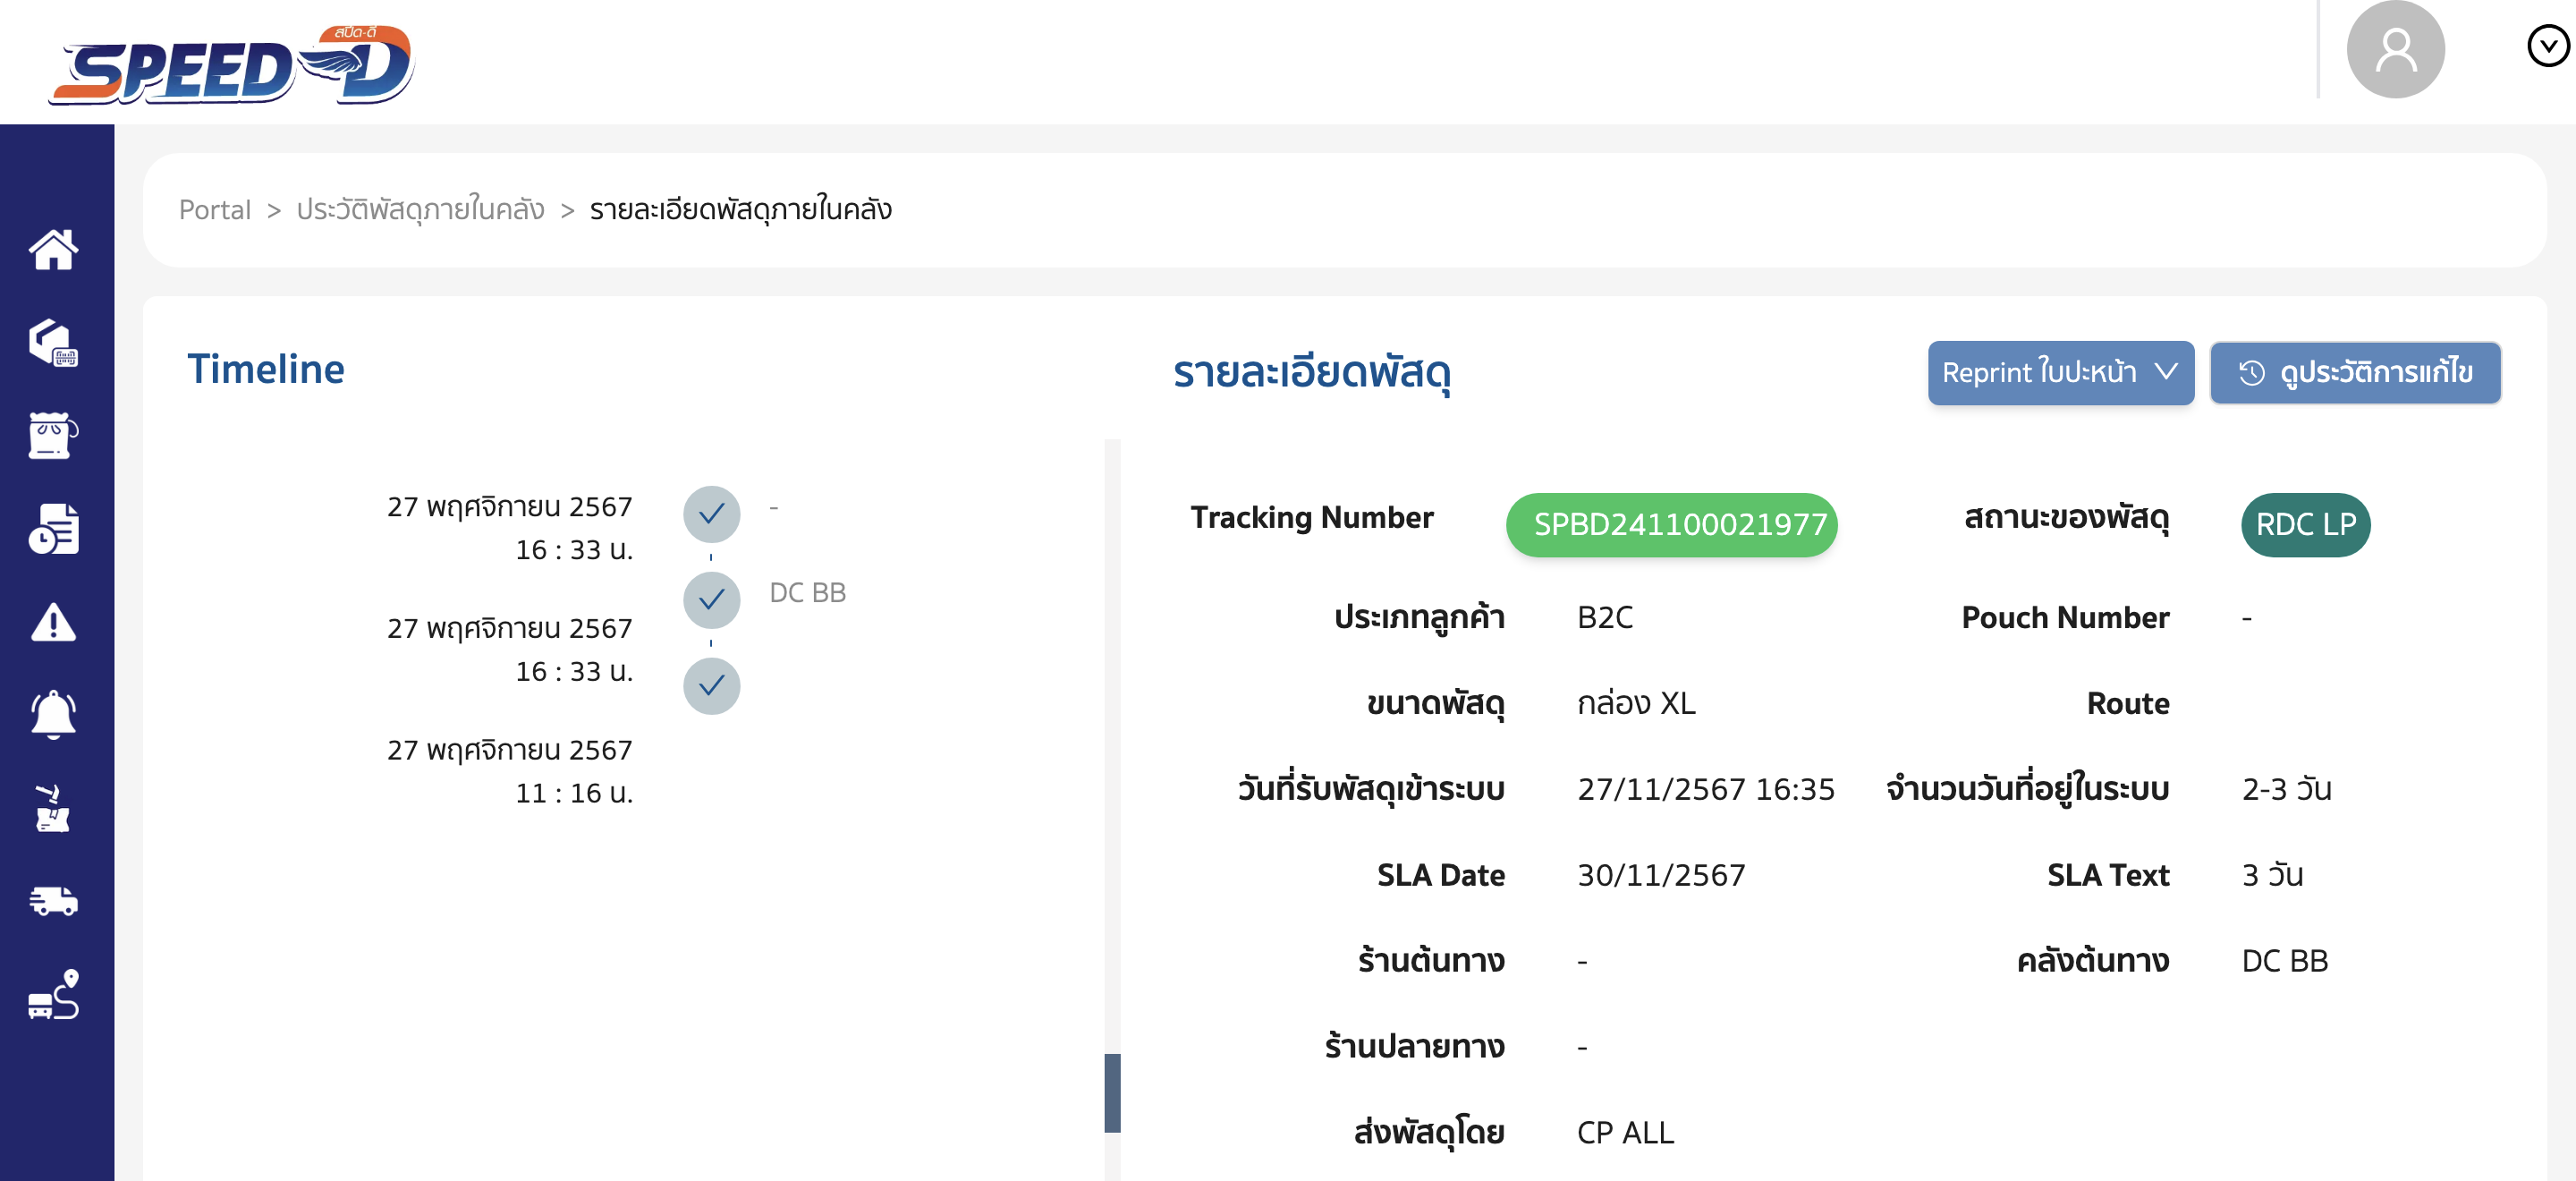 สปีด-ดี
SPEED-D
Portal > ประวัติพัสดุภายในคลัง > รายละเอียดพัสดุภายในคลัง
Timeline
27 พฤศจิกายน 2567
16 : 33 น.
-
27 พฤศจิกายน 2567
16 : 33 น.
DC BB
27 พฤศจิกายน 2567
11 : 16 น.
รายละเอียดพัสดุ
Reprint ใบปะหน้า
ดูประวัติการแก้ไข
Tracking Number SPBD241100021977 สถานะของพัสดุ RDC LP
ประเภทลูกค้า B2C Pouch Number -
ขนาดพัสดุ กล่อง XL Route
วันที่รับพัสดุเข้าระบบ 27/11/2567 16:35 จำนวนวันที่อยู่ในระบบ 2-3 วัน
SLA Date 30/11/2567 SLA Text 3 วัน
ร้านต้นทาง - คลังต้นทาง DC BB
ร้านปลายทาง -
ส่งพัสดุโดย CP ALL